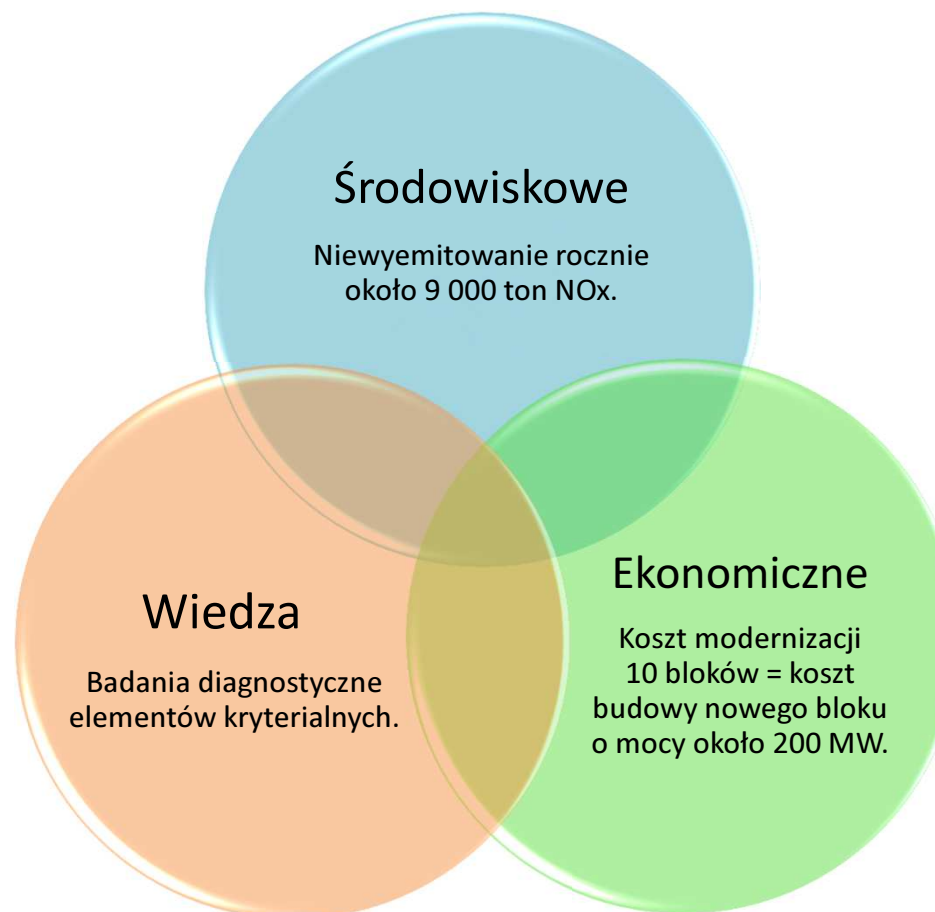 Środowiskowe
Niewyemitowanie rocznie
około 9 000 ton NOx.
Wiedza
Badania diagnostyczne
elementów kryterialnych.
Ekonomiczne
Koszt modernizacji
10 bloków = koszt
budowy nowego bloku
o mocy około 200 MW.